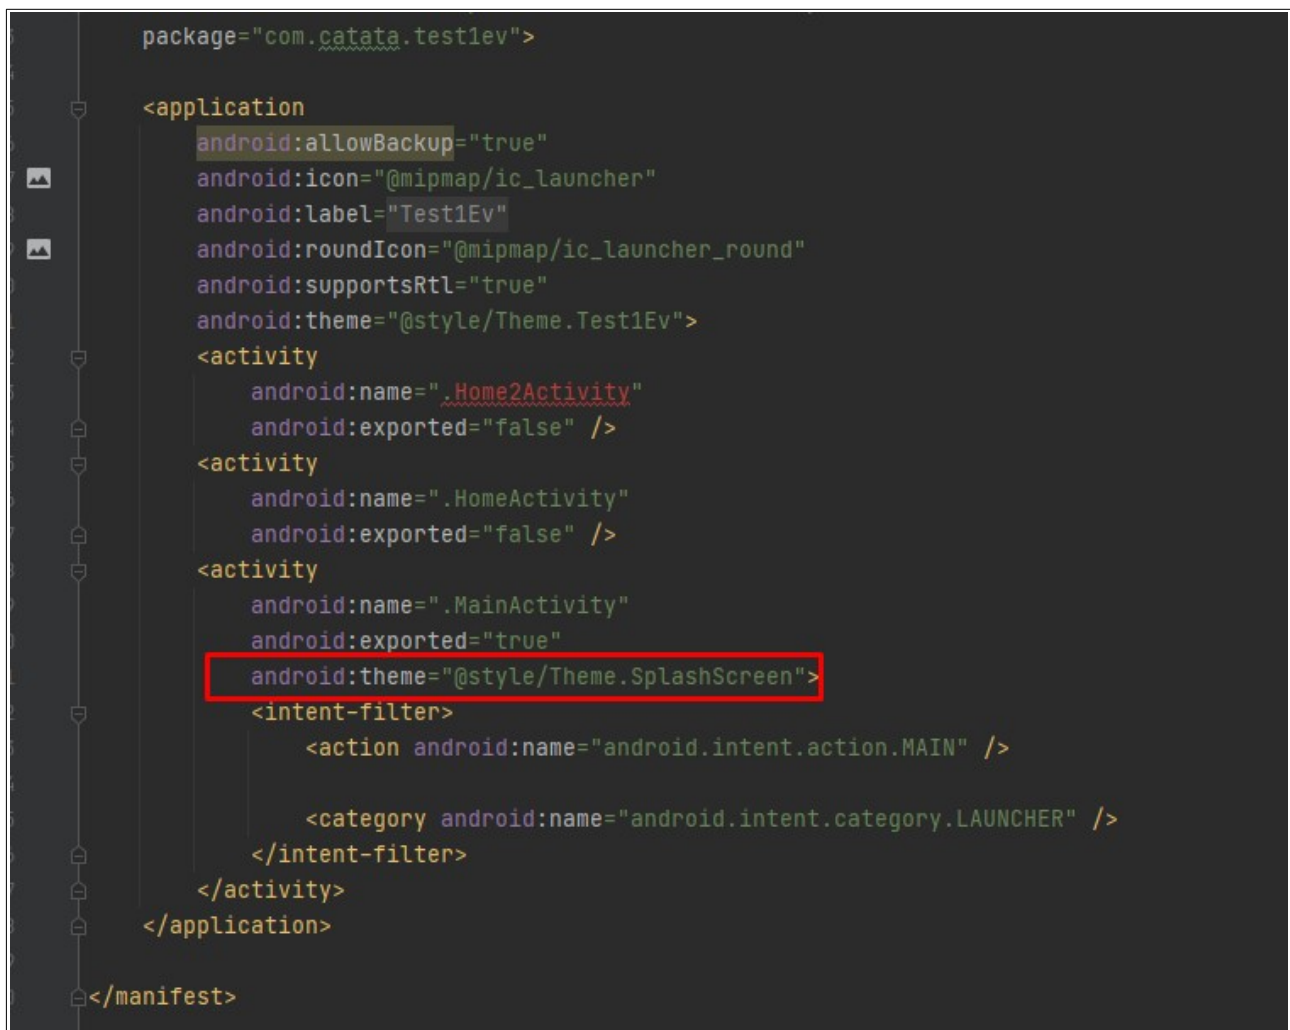 package="com.catata.test1ev">
<application
android:allowBackup="true"
android:icon="@mipmap/ic_launcher"
android:label="Test1Ev"
android:roundIcon="@mipmap/ic_launcher_round"
android:supportsRtl="true"
android:theme="@style/Theme.Test1Ev">
<activity
android:name=".Home2Activity"
android:exported="false" />
<activity
android:name=".HomeActivity"
android:exported="false" />
<activity
android:name=".MainActivity"
android:exported="true"
android:theme="@style/Theme.SplashScreen">
<intent-filter>
<action android:name="android.intent.action.MAIN" />
<category android:name="android.intent.category.LAUNCHER" />
</intent-filter>
</activity>
</application>
</manifest>